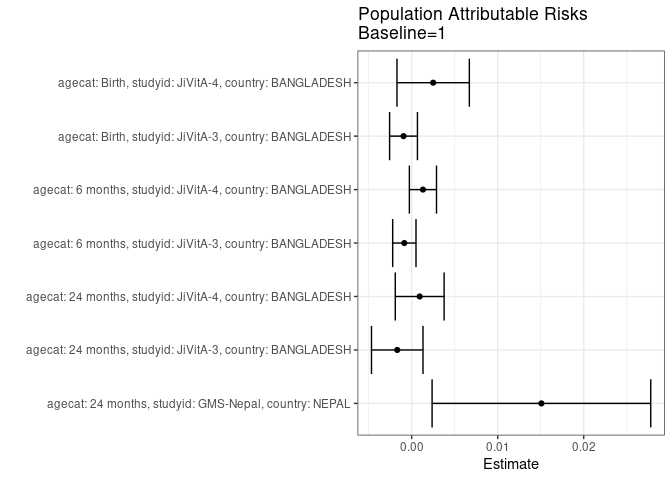 Population Attributable Risks
Baseline=1
agecat: Birth, studyid: JiVitA-4, country: BANGLADESH
agecat: Birth, studyid: JiVitA-3, country: BANGLADESH
agecat: 6 months, studyid: JiVitA-4, country: BANGLADESH
agecat: 6 months, studyid: JiVitA-3, country: BANGLADESH
agecat: 24 months, studyid: JiVitA-4, country: BANGLADESH
agecat: 24 months, studyid: JiVitA-3, country: BANGLADESH
agecat: 24 months, studyid: GMS-Nepal, country: NEPAL
0.00 0.01 0.02
Estimate